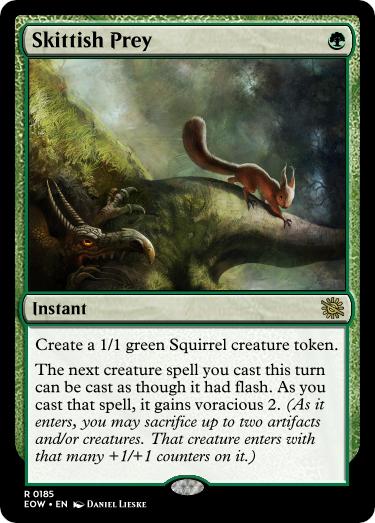 Skittish Prey
Instant
Create a 1/1 green Squirrel creature token.
The next creature spell you cast this turn
can be cast as though it had flash. As you
cast that spell, it gains voracious 2. (As it
enters, you may sacrifice up to two artifacts
and/or creatures. That creature enters with
that many +1/+1 counters on it.)
R 0185
EOW • EN DANIEL LIESKE